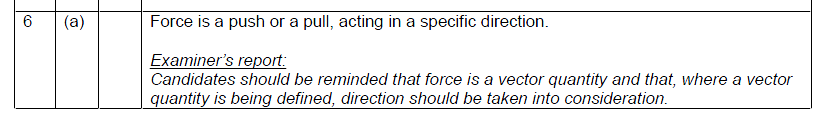 6 (a) Force is a push or a pull, acting in a specific direction.
Examiner's report:
Candidates should be reminded that force is a vector quantity and that, where a vector
quantity is being defined, direction should be taken into consideration.